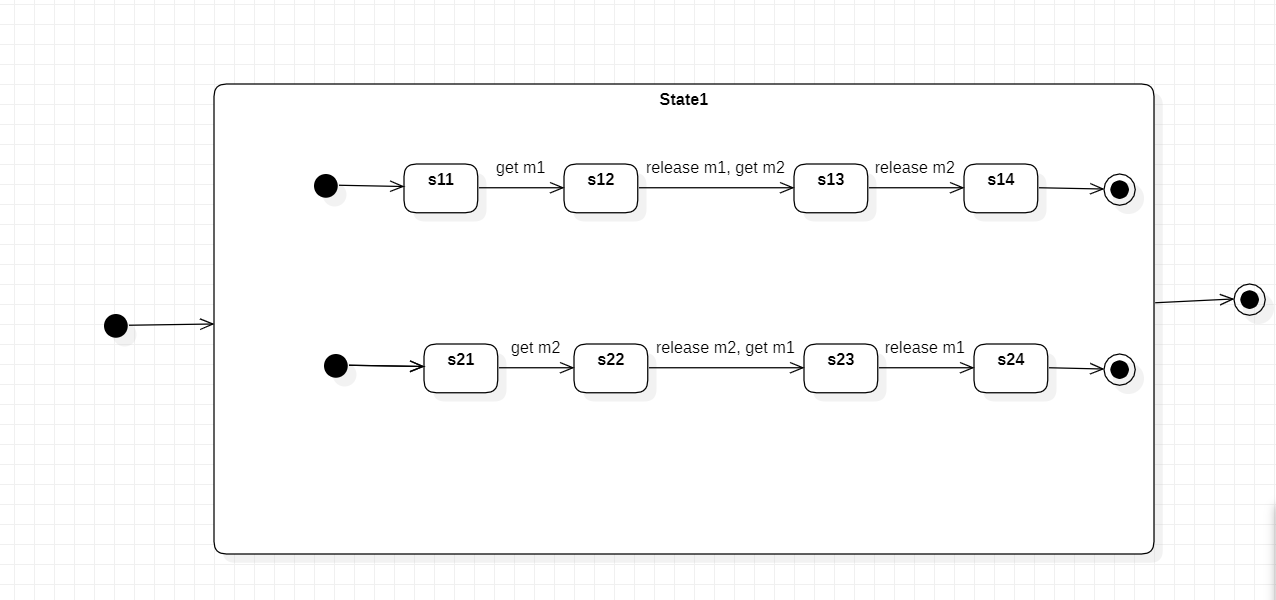 State1
get m1
release m1, get m2
release m2
s11
s12
s13
s14
get m2
release m2, get m1
release m1
s21
s22
s23
s24